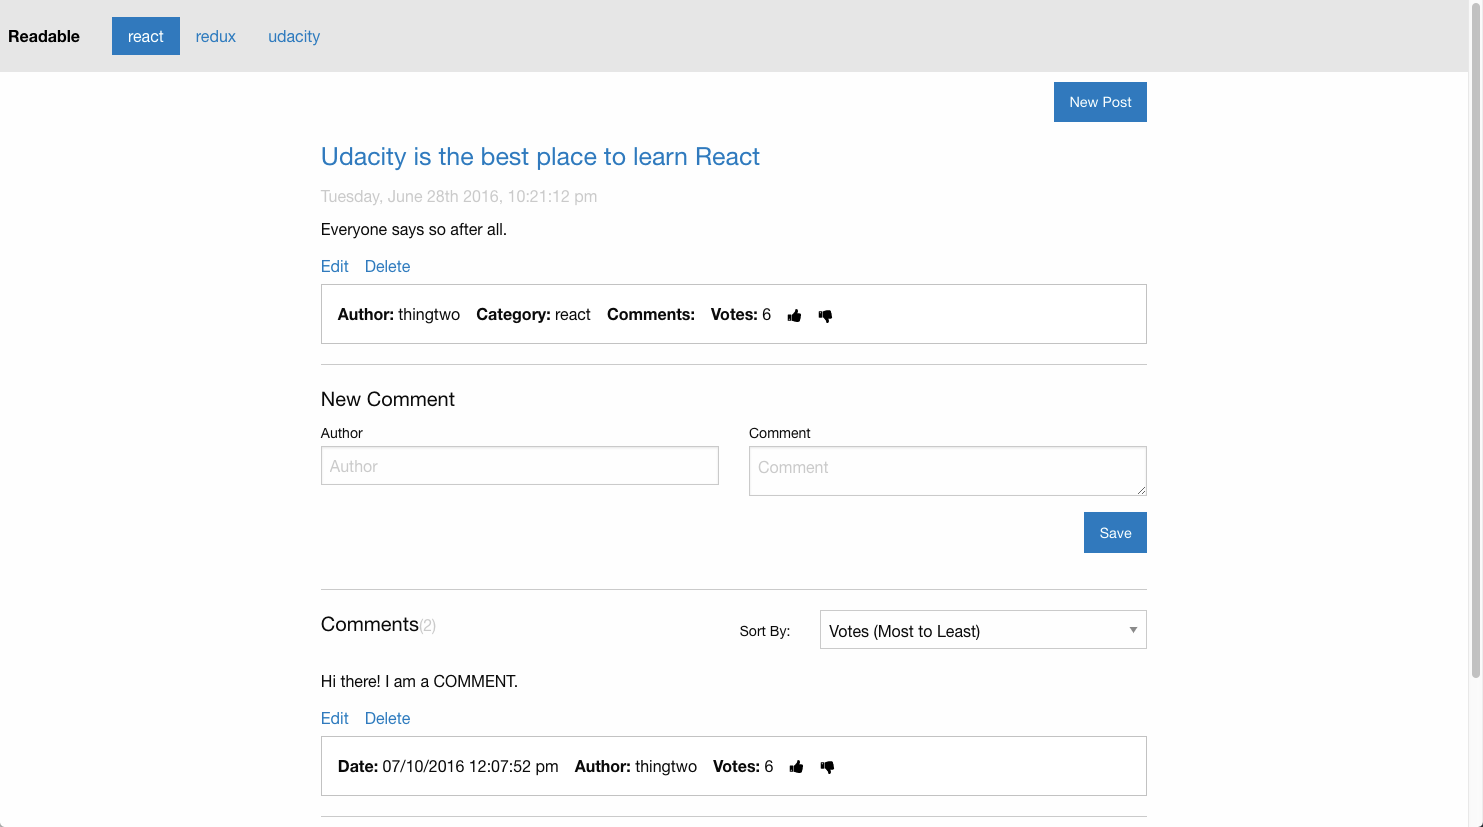 Readable react redux udacity
New Post
Udacity is the best place to learn React
Tuesday, June 28th 2016, 10:21:12 pm
Everyone says so after all.
Edit Delete
Author: thingtwo Category: react Comments: Votes: 6
New Comment
Author Comment
Author Comment
Save
Comments(2) Sort By: Votes (Most to Least)
Hi there! I am a COMMENT.
Edit Delete
Date: 07/10/2016 12:07:52 pm Author: thingtwo Votes: 6